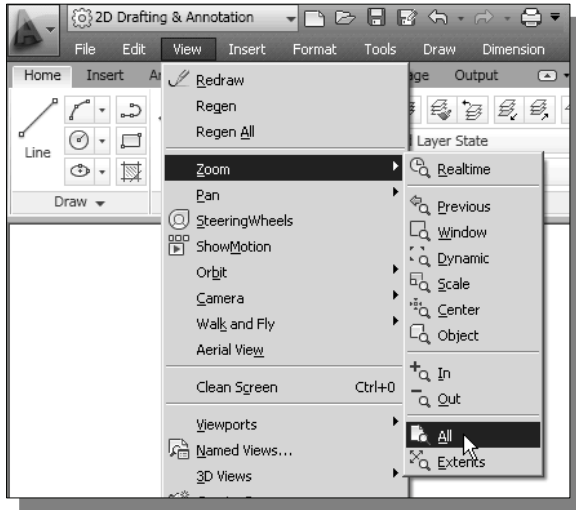 2D Drafting & Annotation
File Edit View Insert Format Tools Draw Dimension
Home Insert Output
Line
Draw
Layer State
Redraw
Regen
Regen All
Zoom
Pan
SteeringWheels
ShowMotion
Orbit
Camera
Walk and Fly
Aerial View
Clean Screen Ctrl+0
Viewports
Named Views...
3D Views
Realtime
Previous
Window
Dynamic
Scale
Center
Object
In
Out
All
Extents